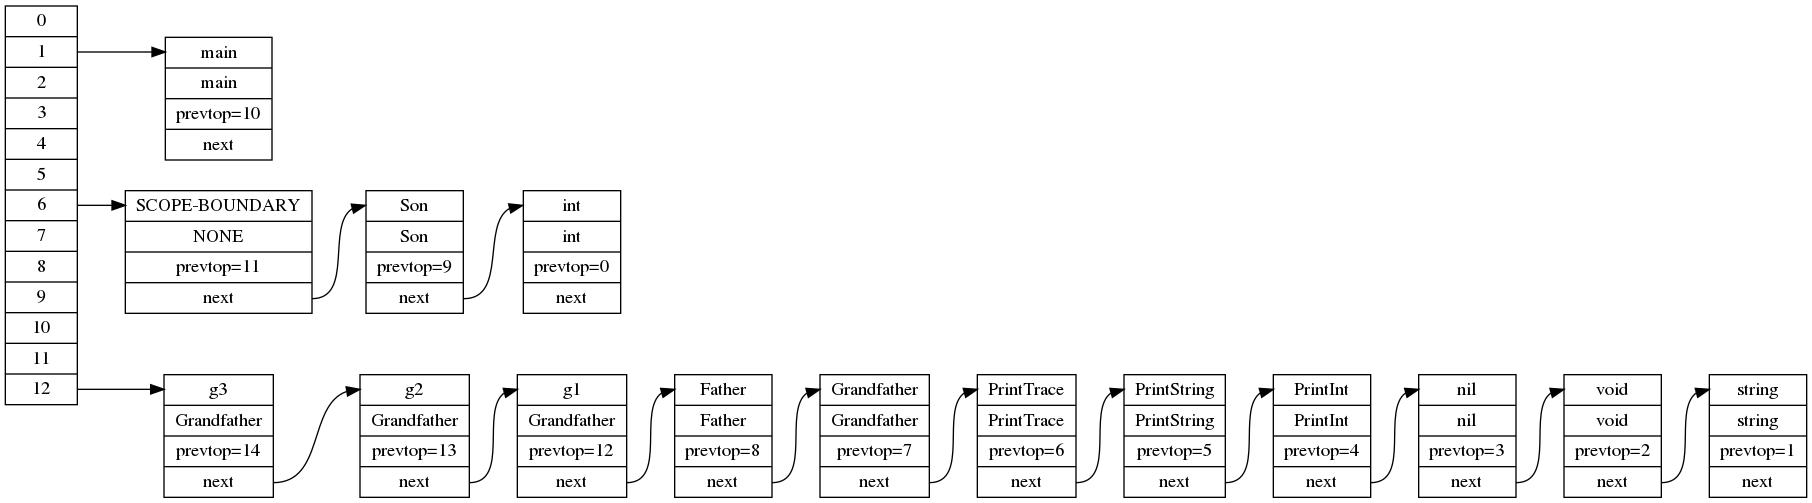 0
1
2
3
4
5
6
7
8
9
10
11
12
main
main
prevtop=10
next
SCOPE-BOUNDARY
NONE
prevtop=11
next
Son
Son
prevtop=9
next
int
int
prevtop=0
next
g3
Grandfather
prevtop=14
next
g2
Grandfather
prevtop=13
next
g1
Grandfather
prevtop=12
next
Father
Father
prevtop=8
next
Grandfather
Grandfather
prevtop=7
next
PrintTrace
PrintTrace
prevtop=6
next
PrintString
PrintString
prevtop=5
next
PrintInt
PrintInt
prevtop=4
next
nil
nil
prevtop=3
next
void
void
prevtop=2
next
string
string
prevtop=1
next